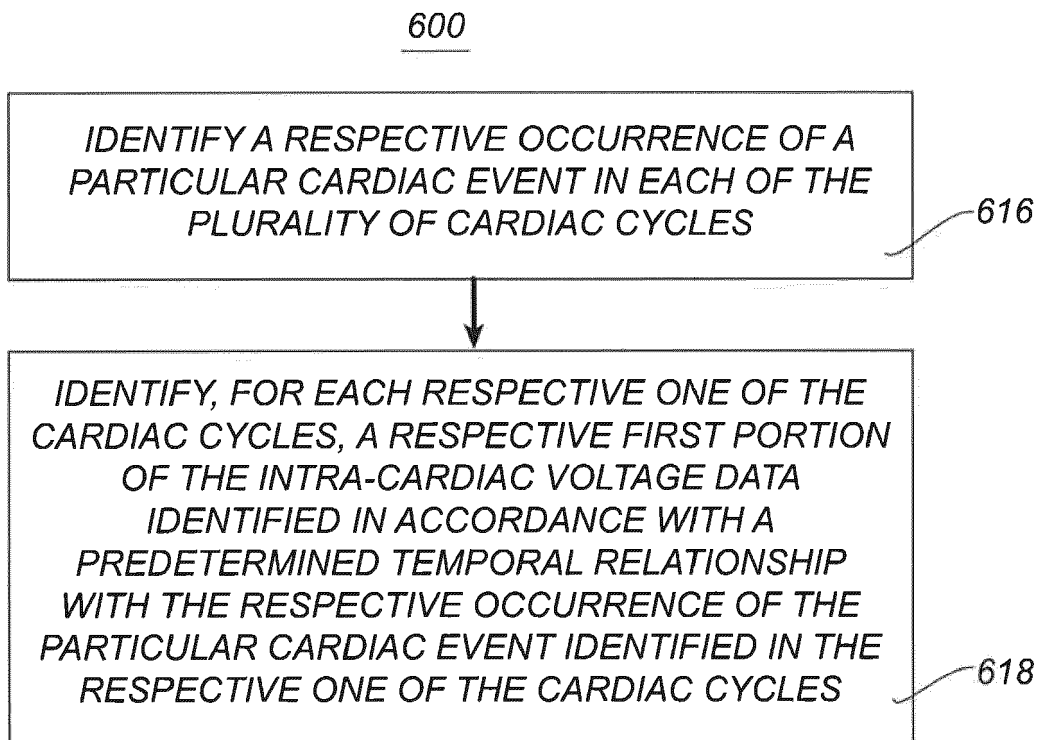 600
IDENTIFY A RESPECTIVE OCCURRENCE OF A
PARTICULAR CARDIAC EVENT IN EACH OF THE
PLURALITY OF CARDIAC CYCLES
616
IDENTIFY, FOR EACH RESPECTIVE ONE OF THE
CARDIAC CYCLES, A RESPECTIVE FIRST PORTION
OF THE INTRA-CARDIAC VOLTAGE DATA
IDENTIFIED IN ACCORDANCE WITH A
PREDETERMINED TEMPORAL RELATIONSHIP
WITH THE RESPECTIVE OCCURRENCE OF THE
PARTICULAR CARDIAC EVENT IDENTIFIED IN THE
RESPECTIVE ONE OF THE CARDIAC CYCLES
618